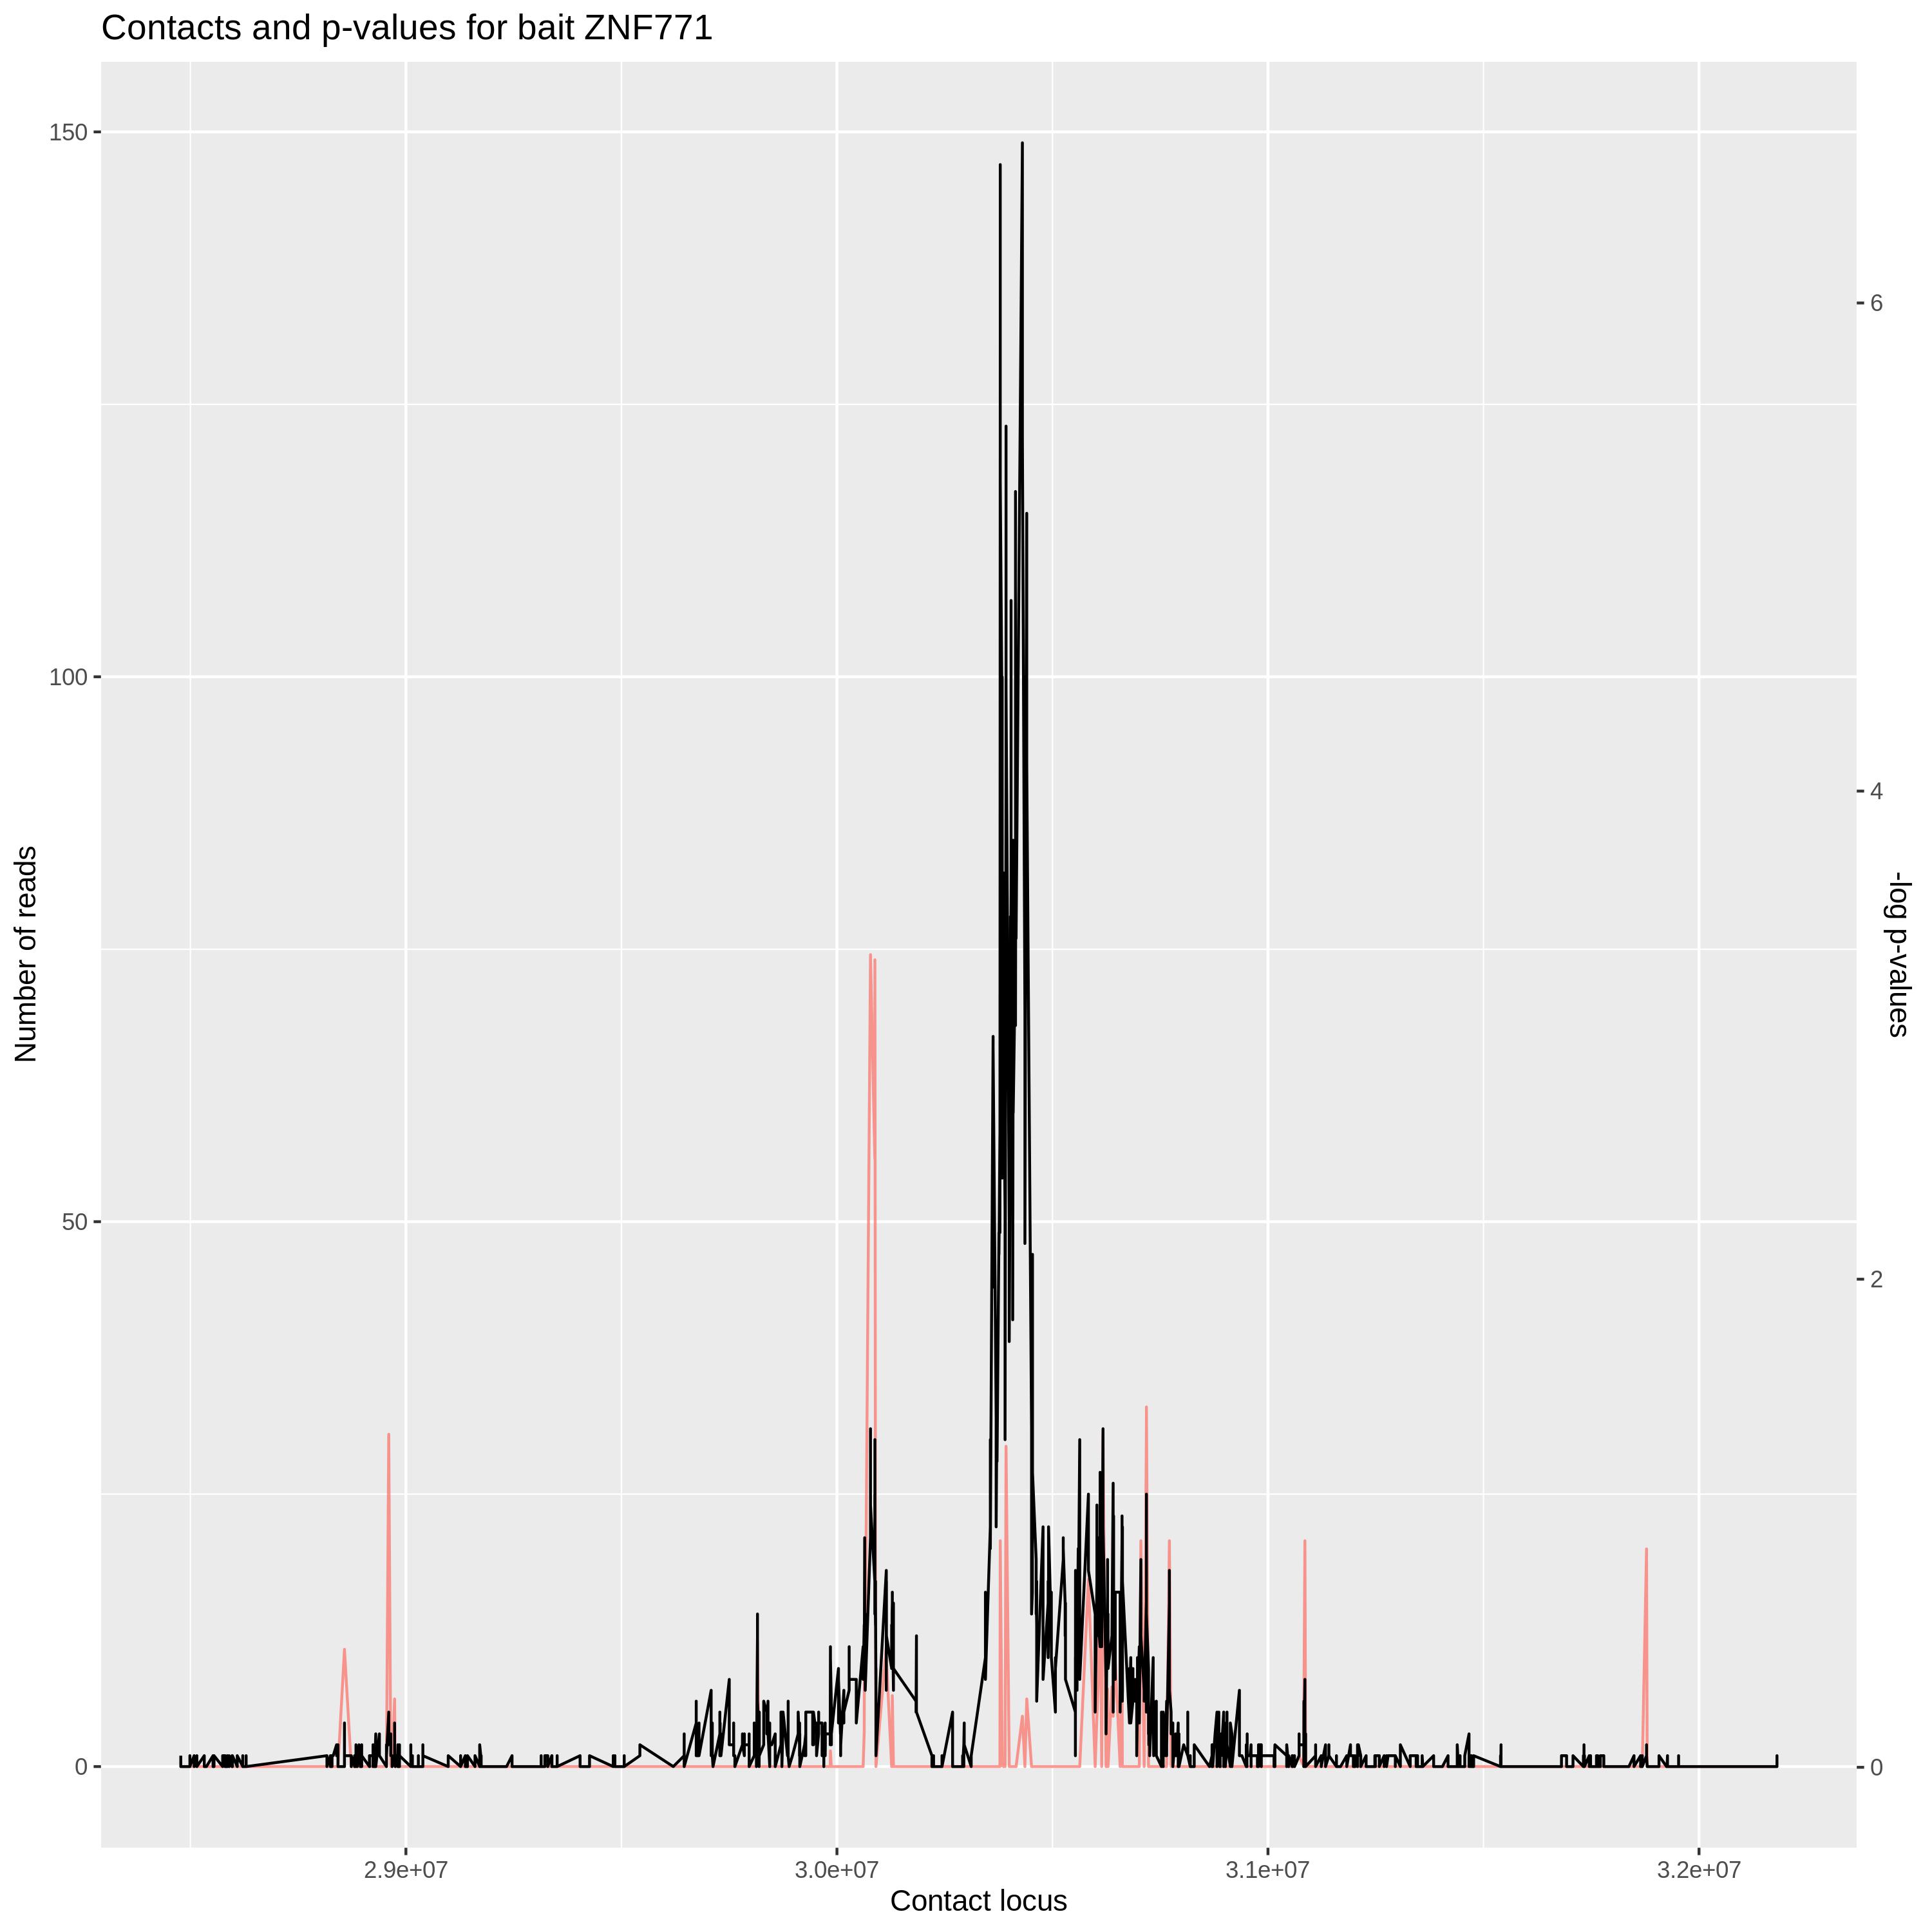 Contacts and p-values for bait ZNF771
150
100
50
0
Number of reads
6
4
2
0
-log p-values
2.9e+07
3.0e+07
3.1e+07
3.2e+07
Contact locus